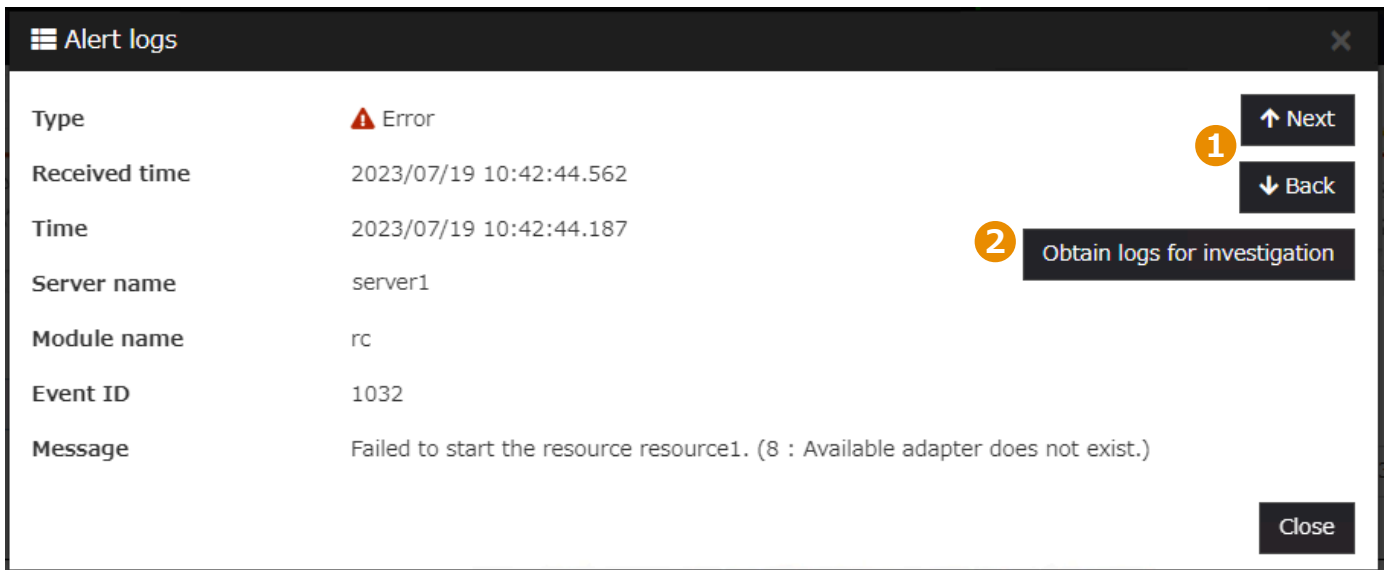 Alert logs
Type Error
Next
1
Received time 2023/07/19 10:42:44.562
Back
Time 2023/07/19 10:42:44.187
2 Obtain logs for investigation
Server name server1
Module name rc
Event ID 1032
Message Failed to start the resource resource1. (8 : Available adapter does not exist.)
Close